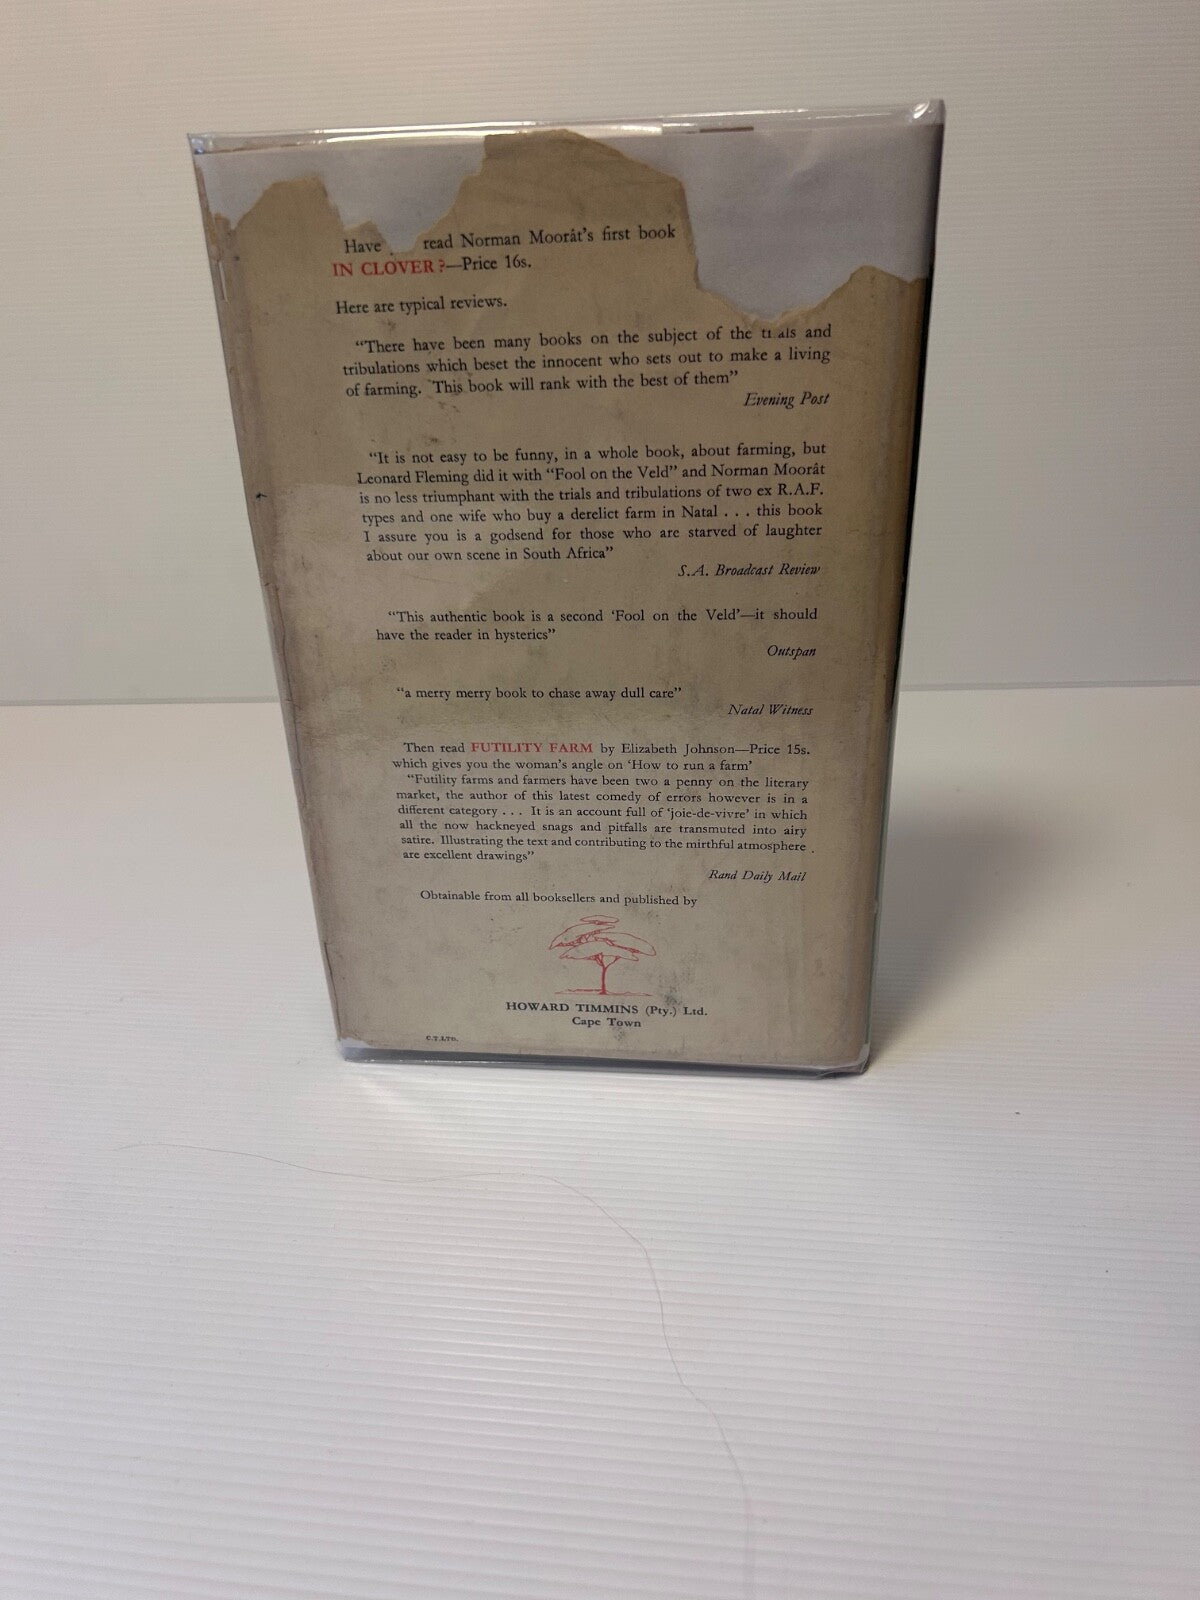 Have read Norman Moorât's first book
IN CLOVER?—Price 16s.
Here are typical reviews.
“There have been many books on the subject of the and
tribulations which beset the innocent who sets out to make a living
of farming. This book will rank with the best of them”
Evening Post
“It is not easy to be funny, in a whole book, about farming, but
Leonard Fleming did it with “Fool on the Veld” and Norman Moorât
is no less triumphant with the trials and tribulations of two ex R.A.F.
types and one wife who buy a derelict farm in Natal . . . this book
I assure you is a godsend for those who are starved of laughter
about our own scene in South Africa”
S.A. Broadcast Review
“This authentic book is a second ‘Fool on the Veld’—it should
have the reader in hysterics”
Outspan
“a merry merry book to chase away dull care”
Natal Witness
Then read FUTILITY FARM by Elizabeth Johnson—Price 15s.
which gives you the woman's angle on ‘How to run a farm’
“Futility farms and farmers have been two a penny on the literary
market, the author of this latest comedy of errors however is in a
different category . . . It is an account full of ‘joie-de-vivre’ in which
all the now hackneyed snags and pitfalls are transmuted into airy
satire. Illustrating the text and contributing to the mirthful atmosphere
are excellent drawings”
Rand Daily Mail
Obtainable from all booksellers and published by
HOWARD TIMMINS (Pty.) Ltd.
Cape Town
C.T.LTD.